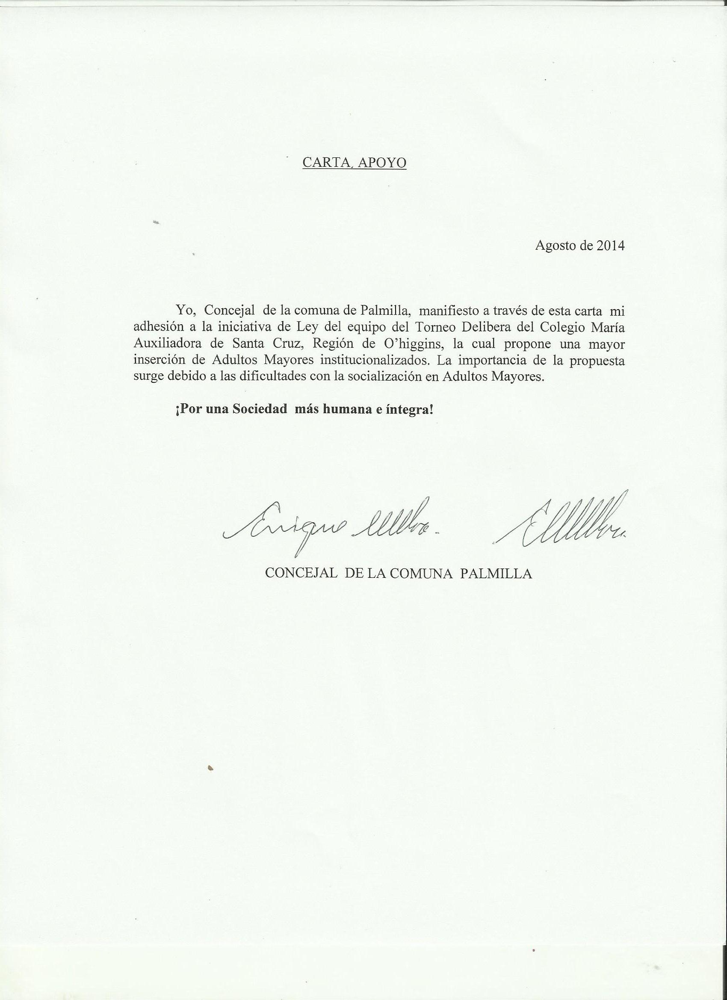 CARTA. APOYO
Agosto de 2014
Yo, Concejal de la comuna de Palmilla, manifiesto a través de esta carta mi
adhesión a la iniciativa de Ley del equipo del Torneo Delibera del Colegio María
Auxiliadora de Santa Cruz, Región de O'higgins, la cual propone una mayor
inserción de Adultos Mayores institucionalizados. La importancia de la propuesta
surge debido a las dificultades con la socialización en Adultos Mayores.
¡Por una Sociedad más humana e íntegra!
Enrique
CONCEJAL DE LA COMUNA PALMILLA